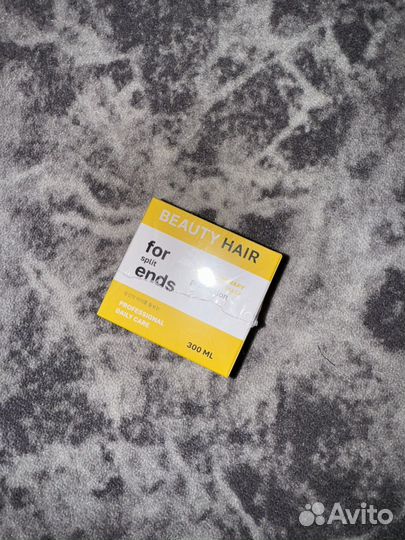 BEAUTY HAIR
for
split
ends
PROFESSIONAL
DAILY CARE
300 ML
Avito